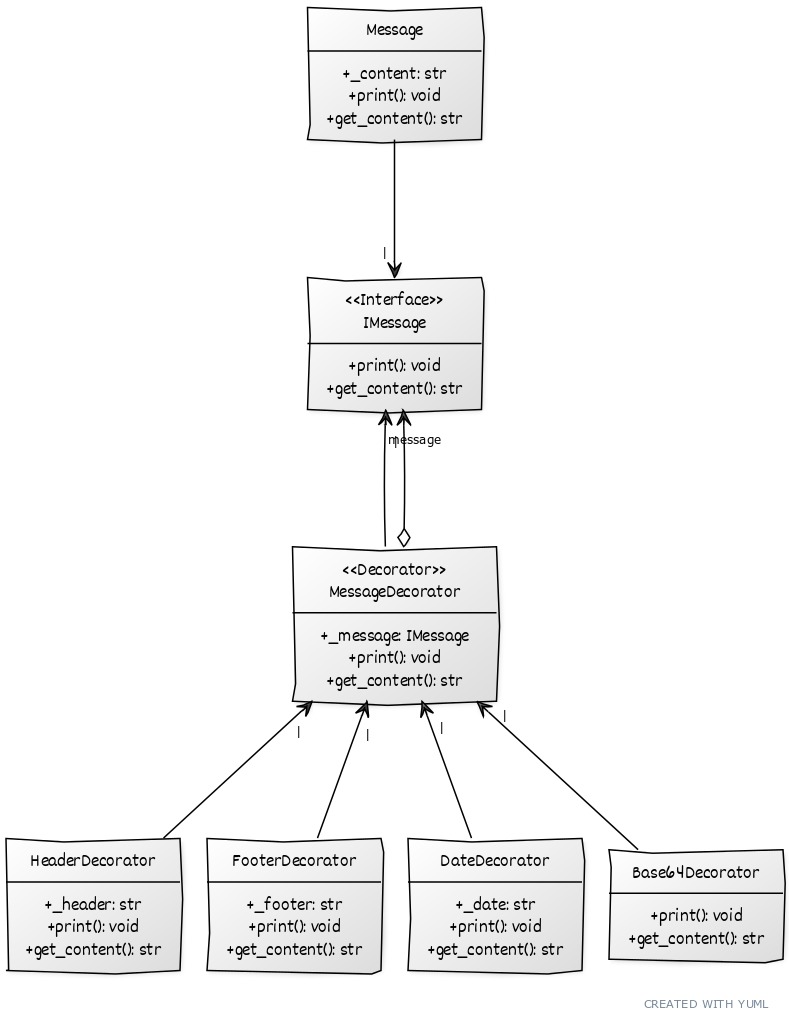 Message
+_content: str
+print(): void
+get_content(): str
|
<<Interface>>
IMessage
+print(): void
+get_content(): str
message
|
<<Decorator>>
MessageDecorator
+_message: IMessage
+print(): void
+get_content(): str
|
|
|
|
HeaderDecorator
+_header: str
+print(): void
+get_content(): str
FooterDecorator
+_footer: str
+print(): void
+get_content(): str
DateDecorator
+_date: str
+print(): void
+get_content(): str
Base64Decorator
+print(): void
+get_content(): str
CREATED WITH YUML